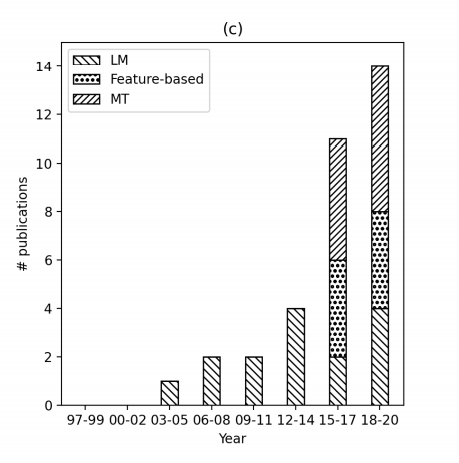 (c)
LM
Feature-based
MT
14
12
10
8
6
4
2
0
# publications
97-99 00-02 03-05 06-08 09-11 12-14 15-17 18-20
Year